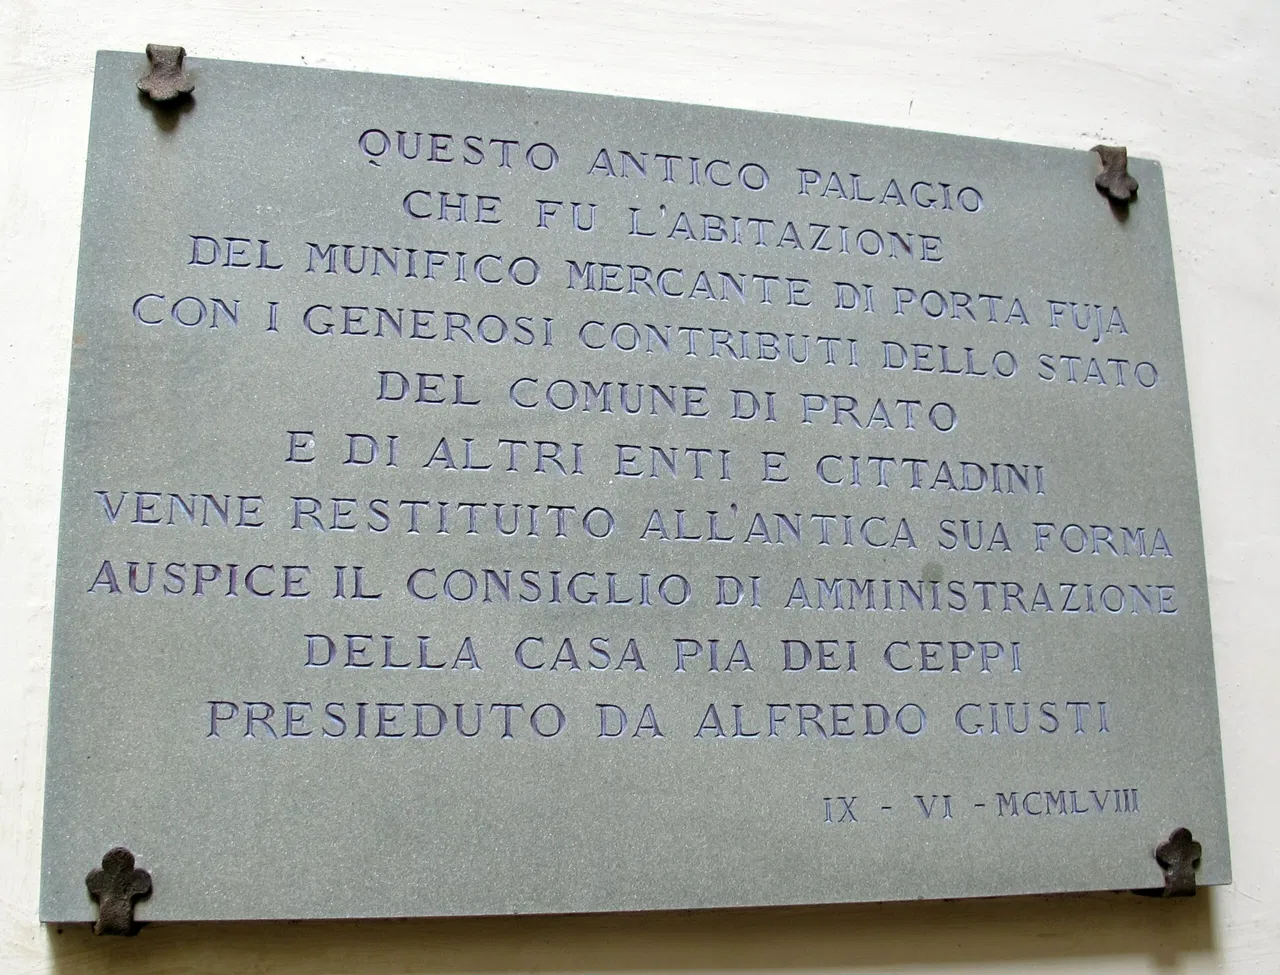 QUESTO ANTICO PALAGIO
CHE FU L'ABITAZIONE
DEL MUNIFICO MERCANTE DI PORTA FUJA
CON I GENEROSI CONTRIBUTI DELLO STATO
DEL COMUNE DI PRATO
E DI ALTRI ENTI E CITTADINI
VENNE RESTITUITO ALL'ANTICA SUA FORMA
AUSPICE IL CONSIGLIO DI AMMINISTRAZIONE
DELLA CASA PIA DEI CEPPI
PRESIEDUTO DA ALFREDO GIUSTI
IX - VI - MCMLVIII